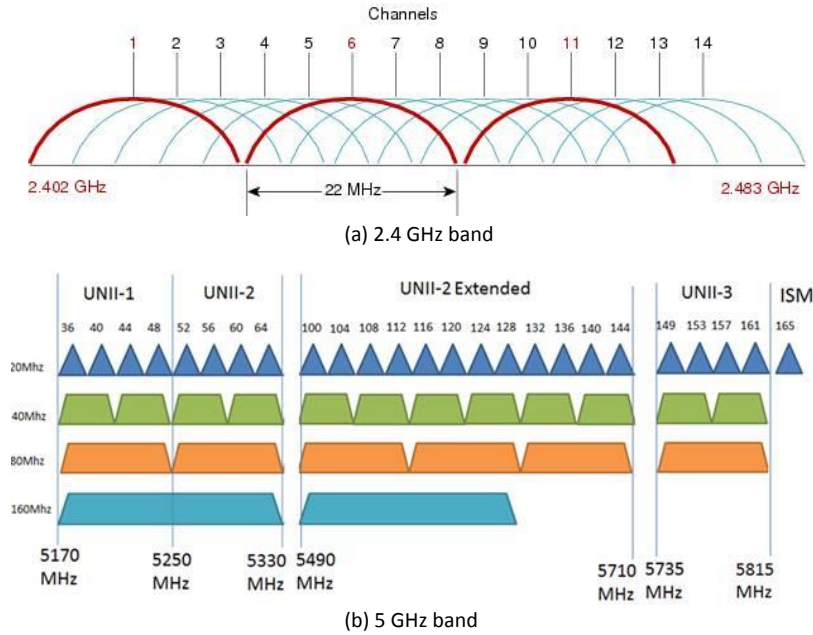 Channels
1 2 3 4 5 6 7 8 9 10 11 12 13 14
2.402 GHz 22 MHz 2.483 GHz
(a) 2.4 GHz band
UNII-1 UNII-2 UNII-2 Extended UNII-3 ISM
36 40 44 48 52 56 60 64 100 104 108 112 116 120 124 128 132 136 140 144 149 153 157 161 165
20Mhz
40Mhz
80Mhz
160Mhz
5170 5250 5330 5490 5710 5735 5815
MHz MHz MHz MHz MHz MHz MHz
(b) 5 GHz band